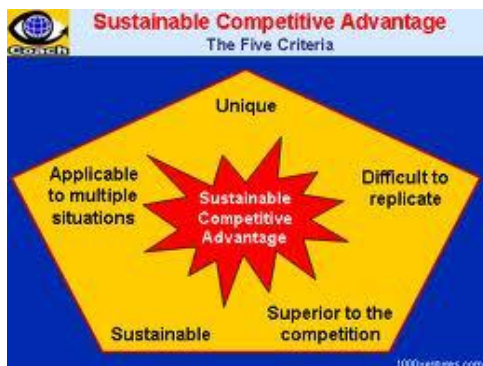 Sustainable Competitive Advantage
The Five Criteria
Coach
Unique
Applicable
to multiple
situations
Difficult to
replicate
Sustainable
Competitive
Advantage
Sustainable
Superior to the
competition
1000ventures.com